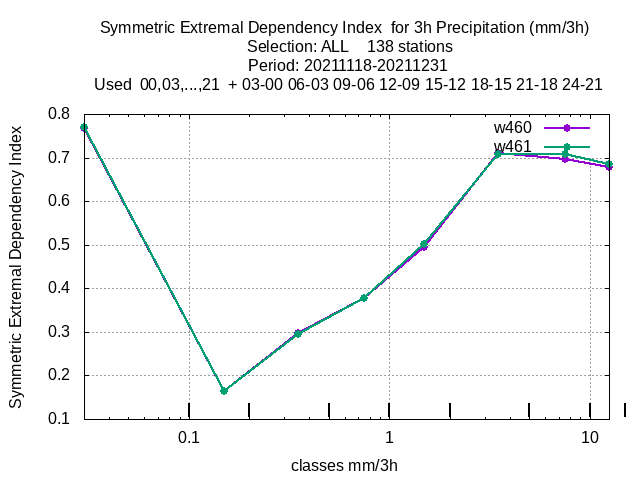 Symmetric Extremal Dependency Index  for 3h Precipitation (mm/3h)
Selection: ALL    138 stations
Period: 20211118-20211231
Used  00,03,...,21  + 03-00 06-03 09-06 12-09 15-12 18-15 21-18 24-21
Symmetric Extremal Dependency Index
0.8
0.7
0.6
0.5
0.4
0.3
0.2
0.1
w460
w461
0.1 1 10
classes mm/3h